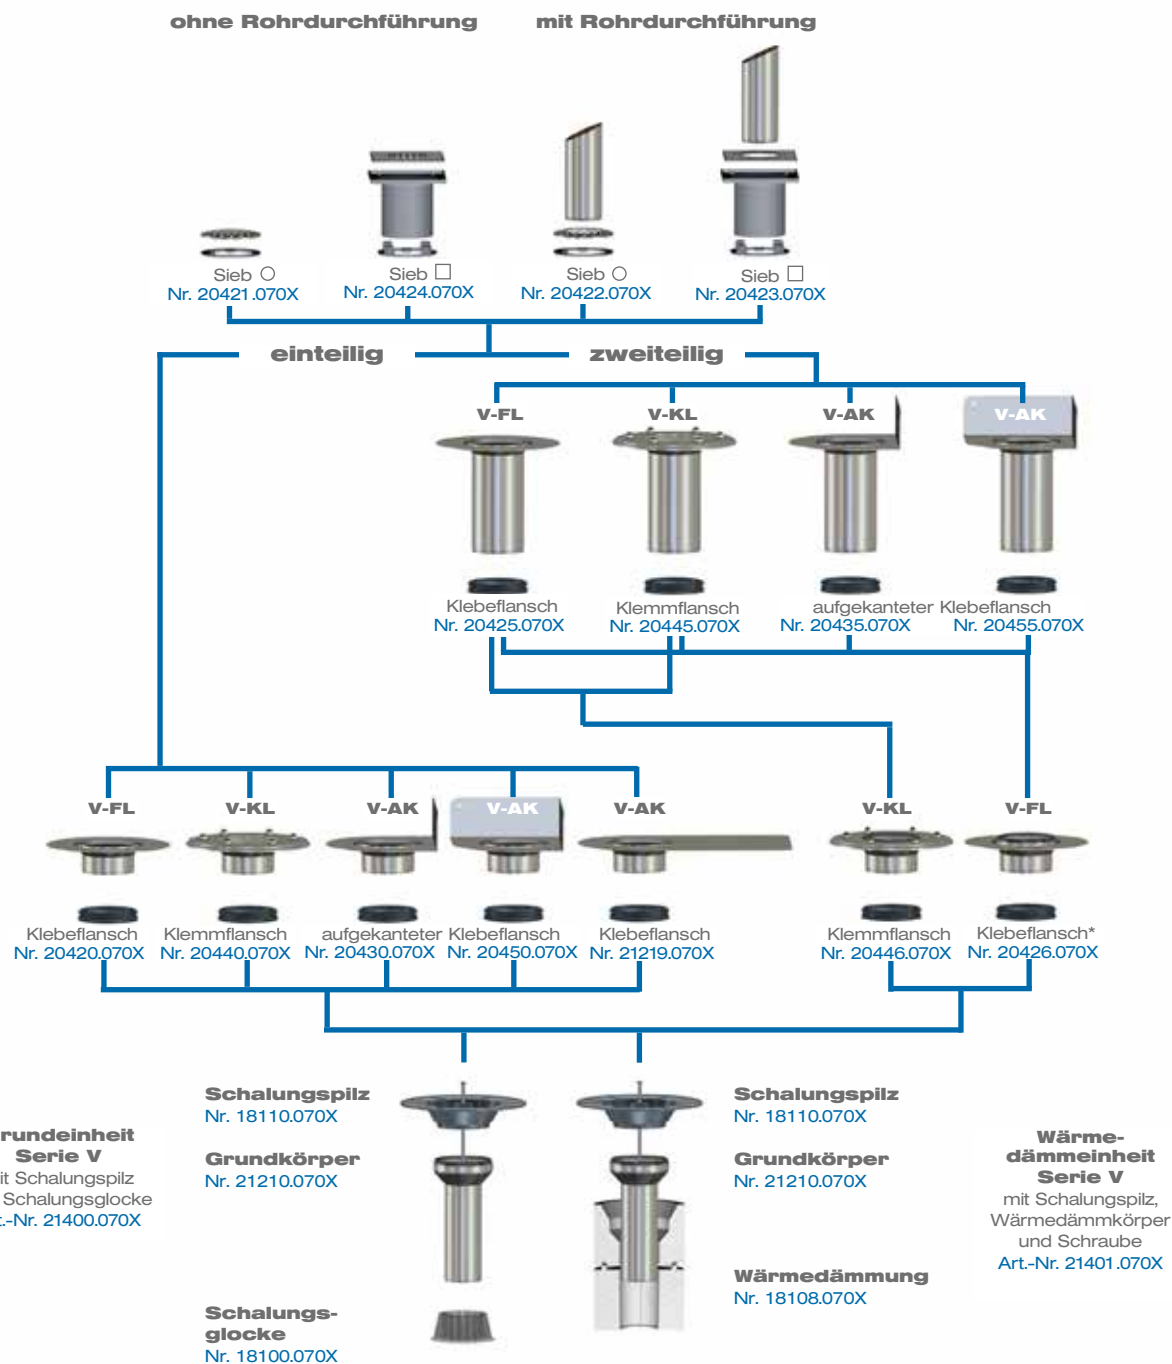 ohne Rohrdurchführung
mit Rohrdurchführung
Sieb
Nr. 20421.070X
Sieb
Nr. 20424.070X
Sieb
Nr. 20422.070X
Sieb
Nr. 20423.070X
einteilig
zweiteilig
V-FL
V-KL
V-AK
V-AK
Klebeflansch
Nr. 20425.070X
Klemmflansch
Nr. 20445.070X
aufgekanteter Klebeflansch
Nr. 20435.070X
Nr. 20455.070X
V-FL
V-KL
V-AK
V-AK
V-AK
V-KL
V-FL
Klebeflansch
Nr. 20420.070X
Klemmflansch
Nr. 20440.070X
aufgekanteter Klebeflansch
Nr. 20430.070X
Nr. 20450.070X
Klebeflansch
Nr. 21219.070X
Klemmflansch
Nr. 20446.070X
Klebeflansch*
Nr. 20426.070X
rundeinheit
Serie V
it Schalungspilz
Schalungsglocke
t.-Nr. 21400.070X
Schalungspilz
Nr. 18110.070X
Grundkörper
Nr. 21210.070X
Schalungs-
glocke
Nr. 18100.070X
Schalungspilz
Nr. 18110.070X
Grundkörper
Nr. 21210.070X
Wärmedämmung
Nr. 18108.070X
Wärme-
dämmeinheit
Serie V
mit Schalungspilz,
Wärmedämmkörper
und Schraube
Art.-Nr. 21401.070X